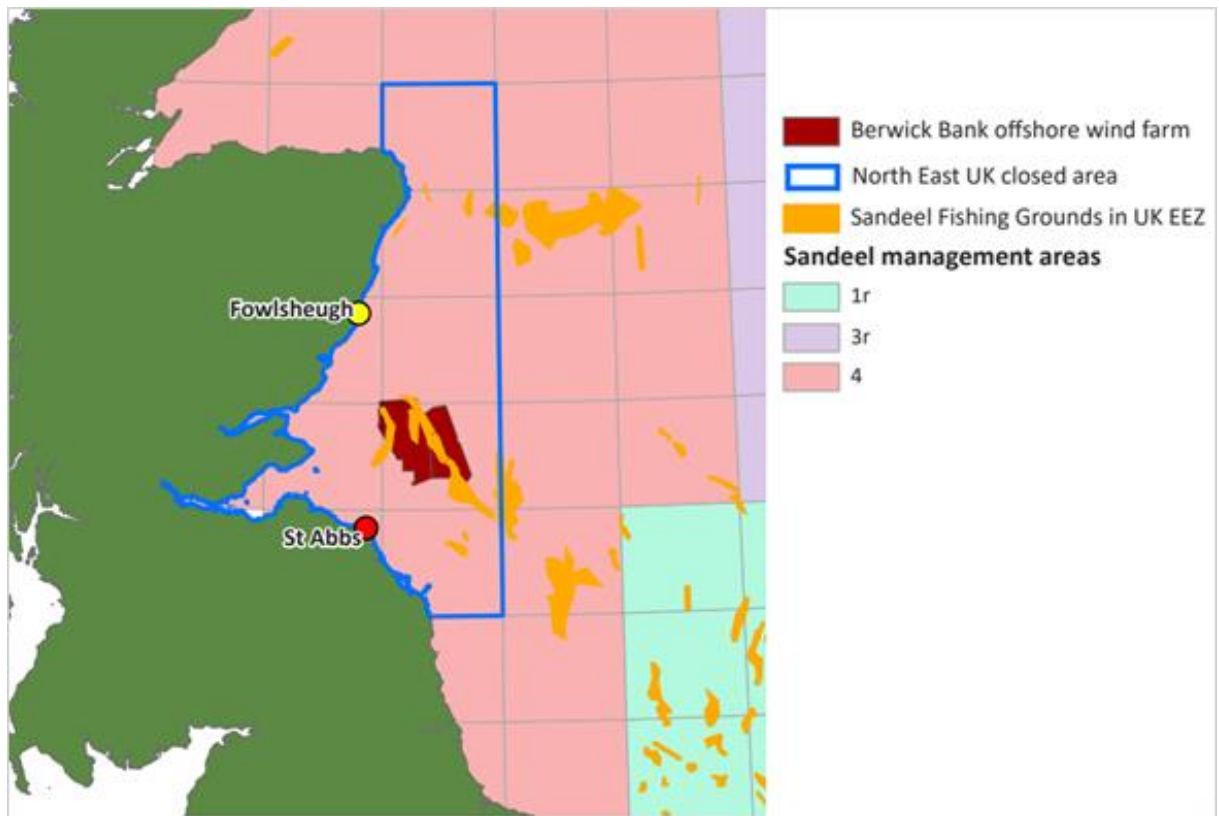 Fowlsheugh
St Abbs
Berwick Bank offshore wind farm
North East UK closed area
Sandeel Fishing Grounds in UK EEZ
Sandeel management areas
1r
3r
4